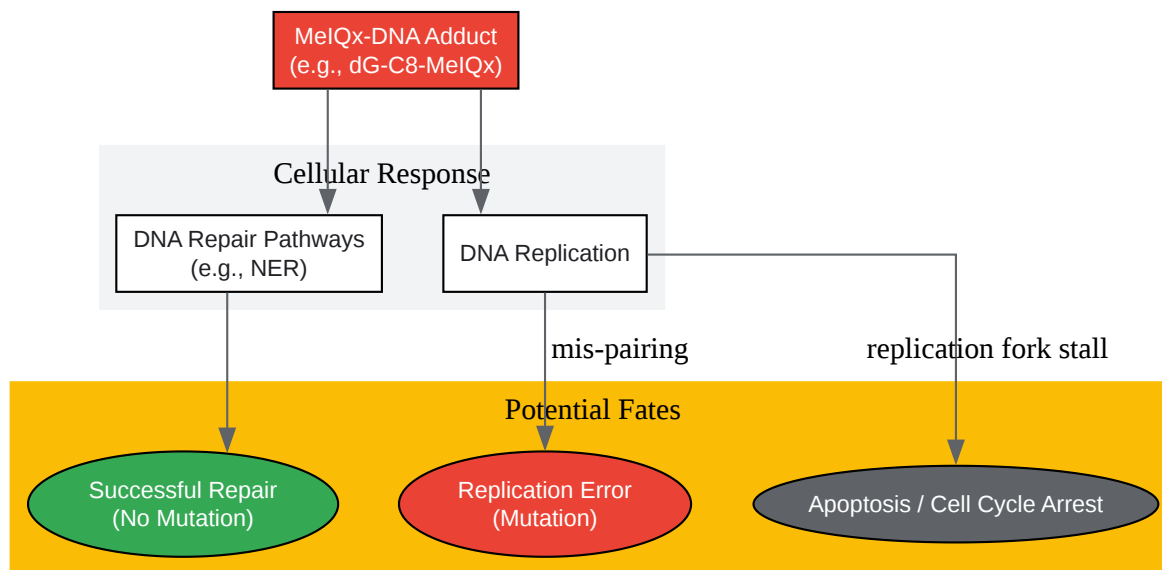 MeIQx-DNA Adduct
(e.g., dG-C8-MeIQx)
Cellular Response
DNA Repair Pathways
(e.g., NER)
DNA Replication
mis-pairing
replication fork stall
Potential Fates
Successful Repair
(No Mutation)
Replication Error
(Mutation)
Apoptosis / Cell Cycle Arrest